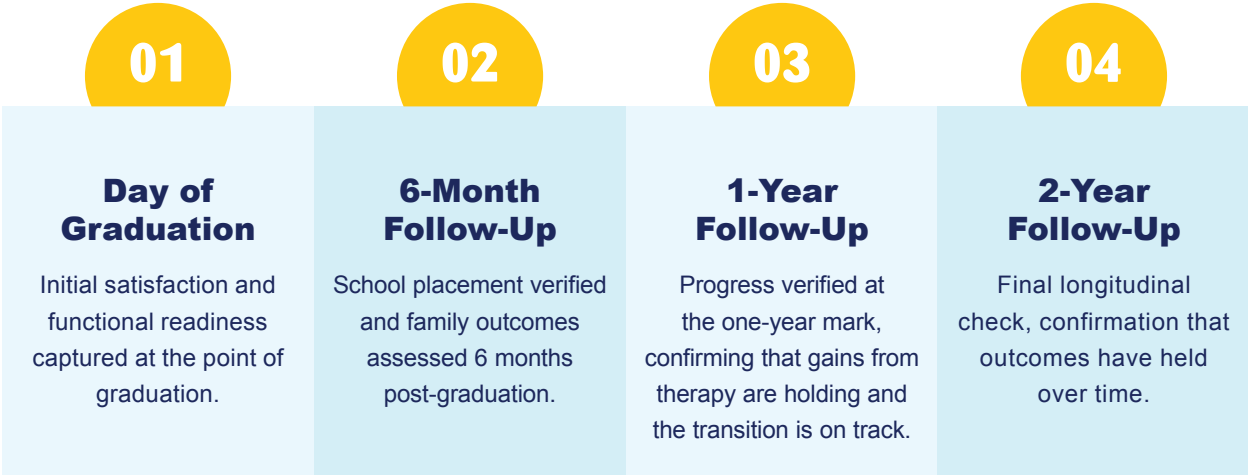 01
Day of
Graduation
Initial satisfaction and
functional readiness
captured at the point of
graduation.
02
6-Month
Follow-Up
School placement verified
and family outcomes
assessed 6 months
post-graduation.
03
1-Year
Follow-Up
Progress verified at
the one-year mark,
confirming that gains from
therapy are holding and
the transition is on track.
04
2-Year
Follow-Up
Final longitudinal
check, confirmation that
outcomes have held
over time.